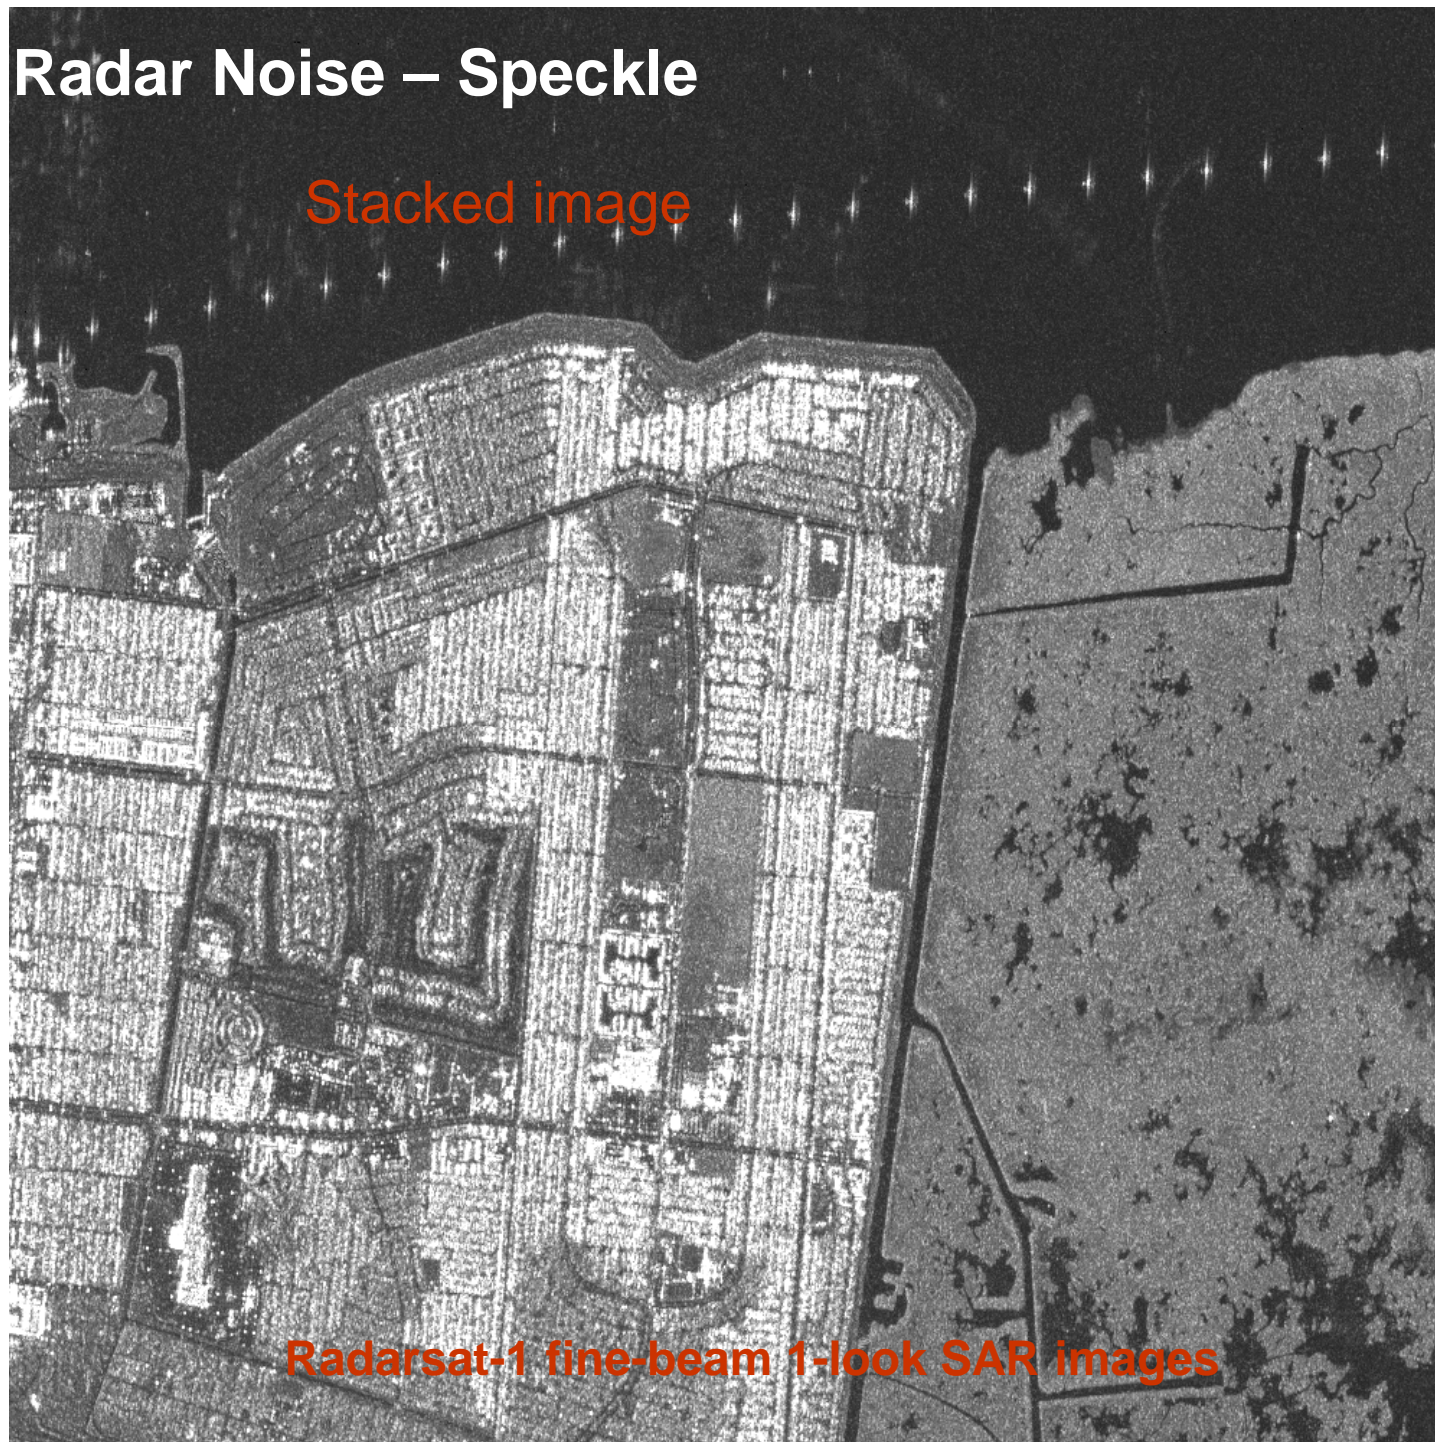 Radar Noise – Speckle
Stacked image
Radarsat-1 fine-beam 1-look SAR images